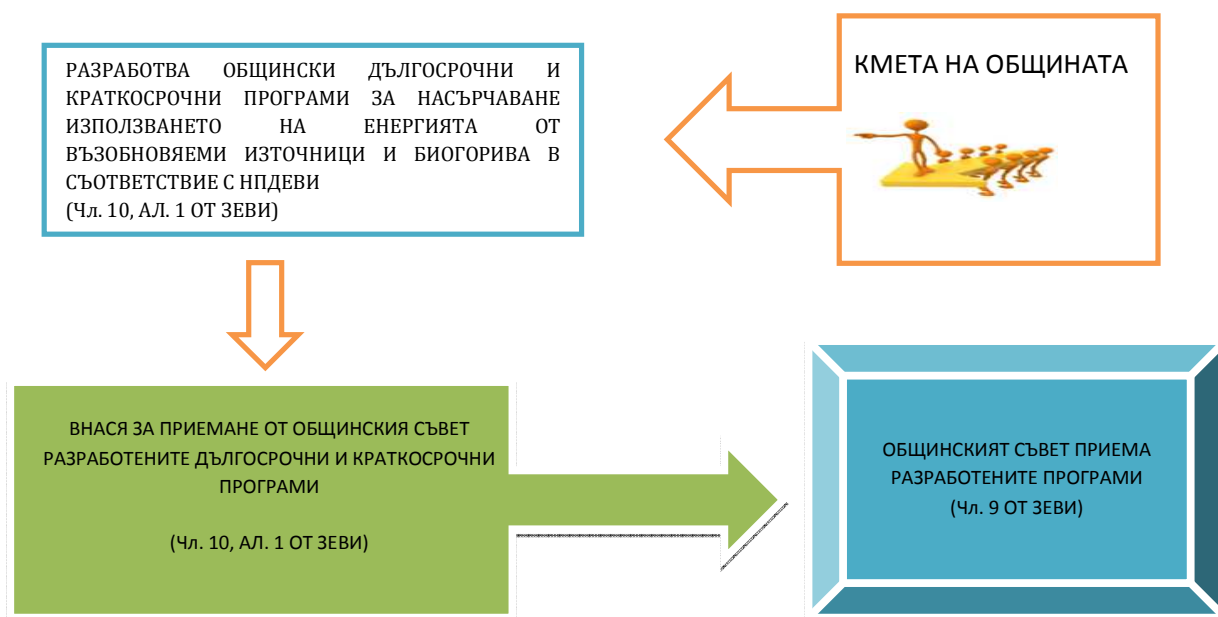 КМЕТА НА ОБЩИНАТА
РАЗРАБОТВА ОБЩИНСКИ ДЪЛГОСРОЧНИ И
КРАТКОСРОЧНИ ПРОГРАМИ ЗА НАСЪРЧАВАНЕ
ИЗПОЛЗВАНЕТО НА ЕНЕРГИЯТА ОТ
ВЪЗОБНОВЯЕМИ ИЗТОЧНИЦИ И БИОГОРИВА В
СЪОТВЕТСТВИЕ С НПДЕВИ
(Чл. 10, АЛ. 1 ОТ ЗЕВИ)
ВНАСЯ ЗА ПРИЕМАНЕ ОТ ОБЩИНСКИЯ СЪВЕТ
РАЗРАБОТЕНИТЕ ДЪЛГОСРОЧНИ И КРАТКОСРОЧНИ
ПРОГРАМИ
(Чл. 10, АЛ. 1 ОТ ЗЕВИ)
ОБЩИНСКИЯТ СЪВЕТ ПРИЕМА
РАЗРАБОТЕНИТЕ ПРОГРАМИ
(Чл. 9 ОТ ЗЕВИ)